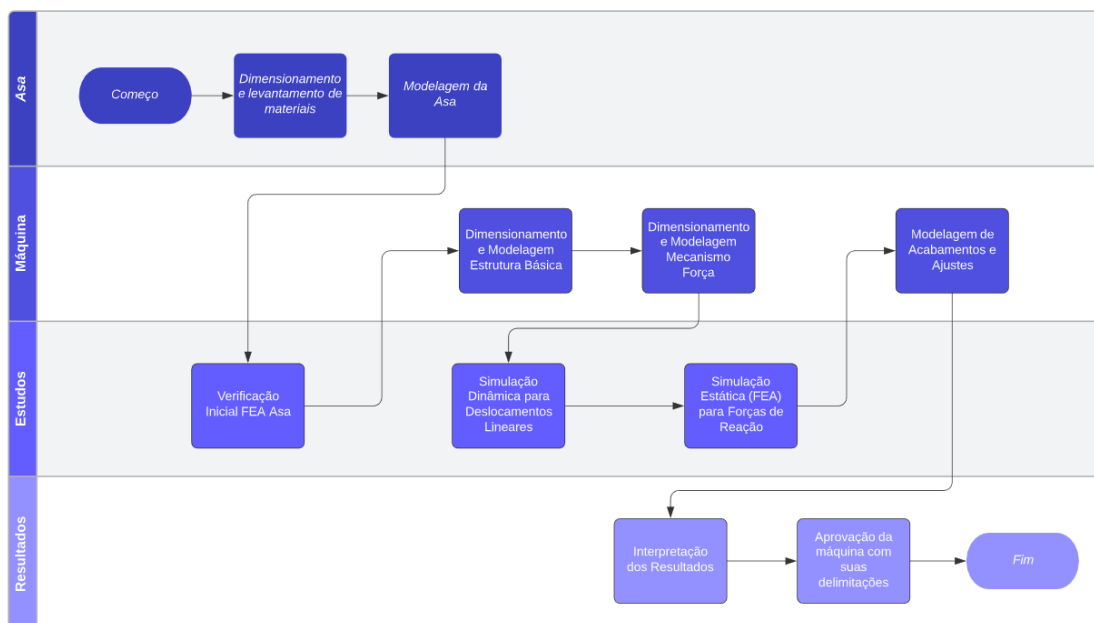 Asa
Começo
Dimensionamento
e levantamento de
materiais
Modelagem da
Asa
Máquina
Dimensionamento
e Modelagem
Estrutura Básica
Dimensionamento
e Modelagem
Mecanismo
Força
Modelagem de
Acabamentos e
Ajustes
Estudos
Verificação
Inicial FEA Asa
Simulação
Dinâmica para
Deslocamentos
Lineares
Simulação
Estática (FEA)
para Forças de
Reação
Resultados
Interpretação
dos Resultados
Aprovação da
máquina com
suas
delimitações
Fim